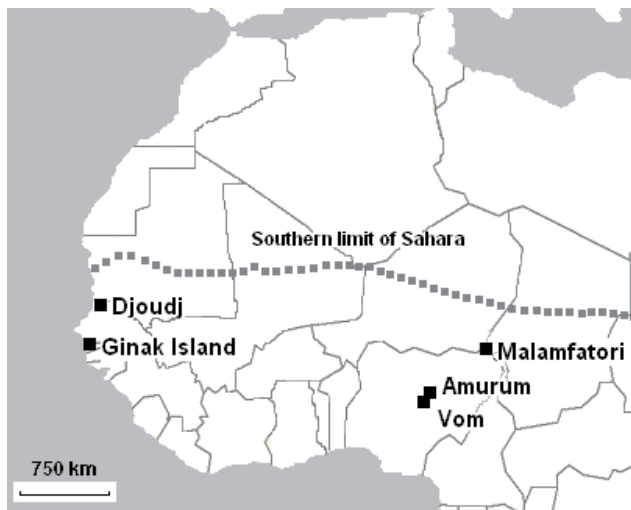 Southern limit of Sahara
Djoudj
Ginak Island
Malamfatori
Amurum
Vom
750 km